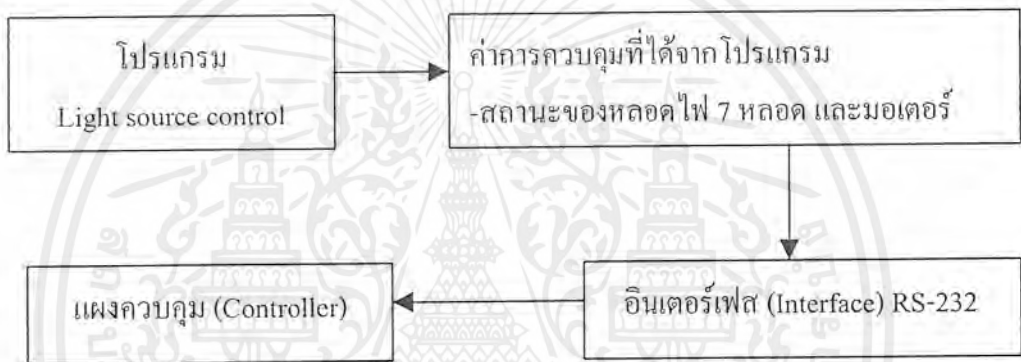 โปรแกรม
Light source control
ค่าการควบคุมที่ได้จากโปรแกรม
-สถานะของหลอดไฟ 7 หลอด และมอเตอร์
แผงควบคุม (Controller)
อินเตอร์เฟส (Interface) RS-232